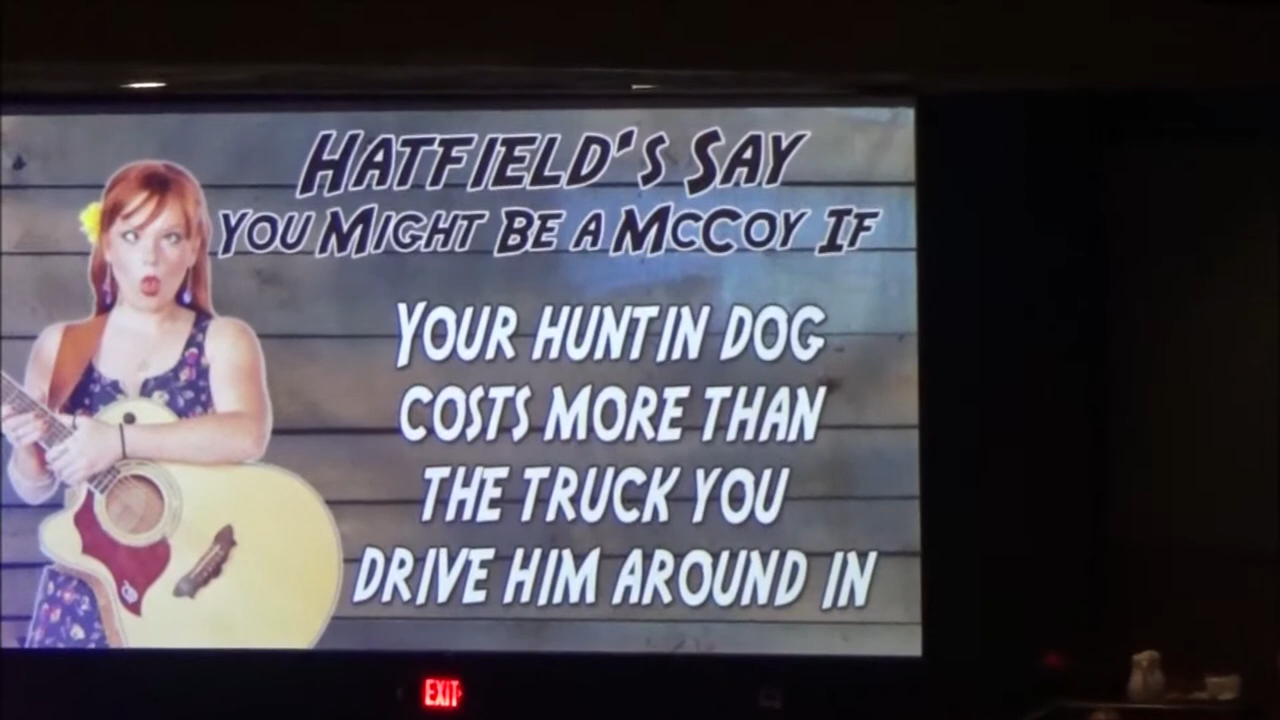 HATFIELD'S SAY
YOU MIGHT BE A MCCOY IF
YOUR HUNTIN DOG
COSTS MORE THAN
THE TRUCK YOU
DRIVE HIM AROUND IN
EXIT